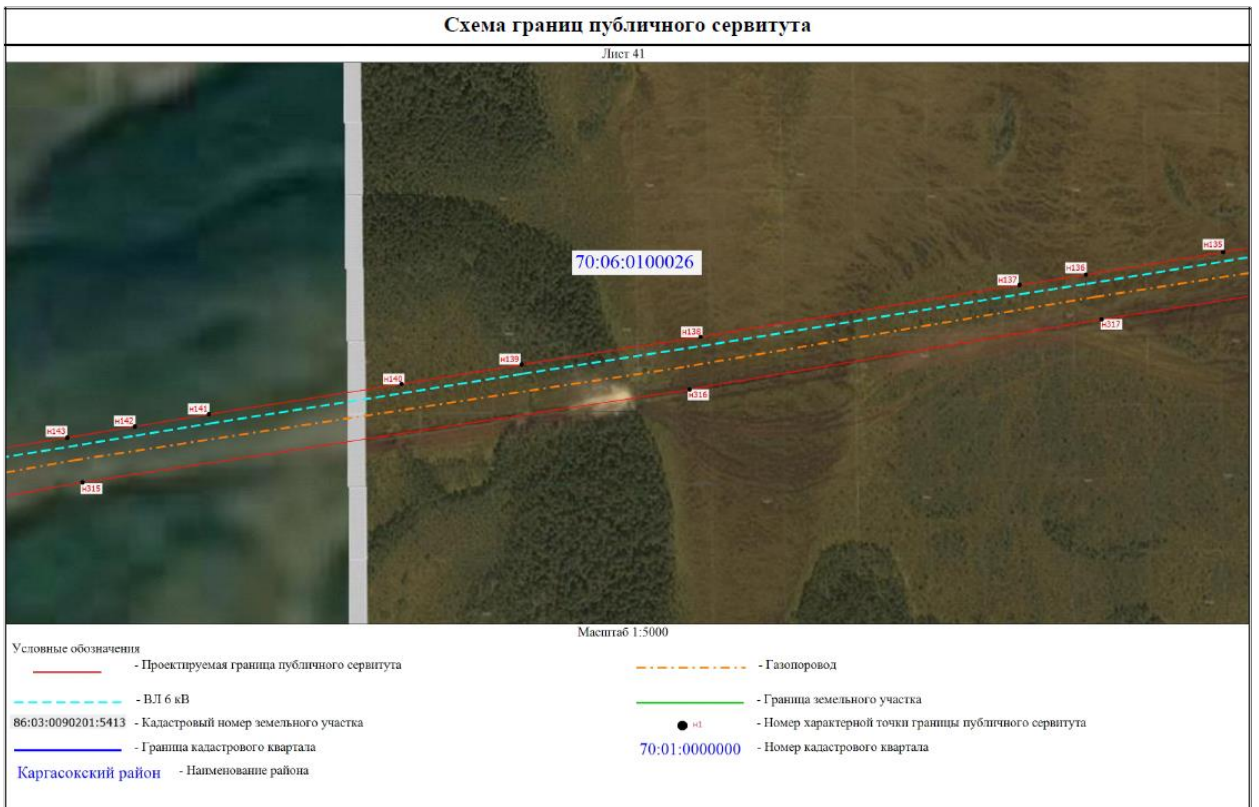 Схема границ публичного сервитута
Лист 41
70:06:0100026
н135
н136
н137
н317
н138
н316
н139
н140
н141
н142
н143
н315
Масштаб 1:5000
Условные обозначения
- Проектируемая граница публичного сервитута
- Газопоровод
- ВЛ 6 кВ
- Граница земельного участка
86:03:0090201:5413 - Кадастровый номер земельного участка
н1 - Номер характерной точки границы публичного сервитута
- Граница кадастрового квартала
70:01:0000000 - Номер кадастрового квартала
Каргасокский район - Наименование района